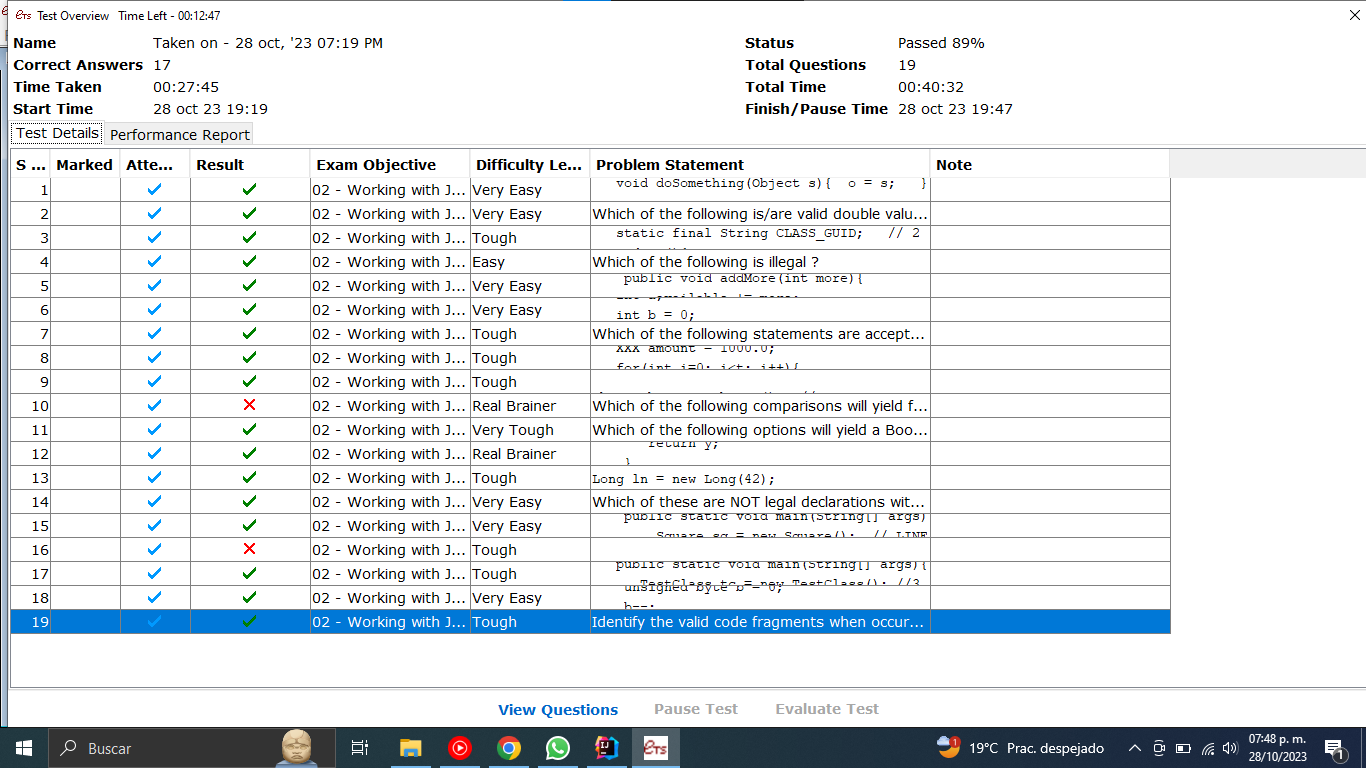 ETS Test Overview Time Left - 00:12:47
Name Taken on - 28 oct, '23 07:19 PM Status Passed 89%
Correct Answers 17 Total Questions 19
Time Taken 00:27:45 Total Time 00:40:32
Start Time 28 oct 23 19:19 Finish/Pause Time 28 oct 23 19:47
Test Details Performance Report
S ... Marked Atte... Result Exam Objective Difficulty Le... Problem Statement Note
1 02 - Working with J... Very Easy void doSomething(Object s){ o = s; }
2 02 - Working with J... Very Easy Which of the following is/are valid double valu...
3 02 - Working with J... Tough static final String CLASS_GUID; // 2
4 02 - Working with J... Easy Which of the following is illegal ?
5 02 - Working with J... Very Easy public void addMore(int more){
6 02 - Working with J... Very Easy int b = 0;
7 02 - Working with J... Tough Which of the following statements are accept...
8 02 - Working with J... Tough XXX amount = 1000.0;
for(int i=0; i<t; i++){
9 02 - Working with J... Tough
10 02 - Working with J... Real Brainer Which of the following comparisons will yield f...
11 02 - Working with J... Very Tough Which of the following options will yield a Boo...
12 02 - Working with J... Real Brainer return y;
}
13 02 - Working with J... Tough Long ln = new Long(42);
14 02 - Working with J... Very Easy Which of these are NOT legal declarations wit...
15 02 - Working with J... Very Easy public static void main(String[] args)
Square sq = new Square(); // LINE
16 02 - Working with J... Tough
17 02 - Working with J... Tough public static void main(String[] args){
TestClass tc = new TestClass(); //3
18 02 - Working with J... Very Easy unsigned byte b = 0;
b--;
19 02 - Working with J... Tough Identify the valid code fragments when occur...
View Questions Pause Test Evaluate Test
Buscar ETS 19°C Prac. despejado 07:48 p. m.
28/10/2023 1